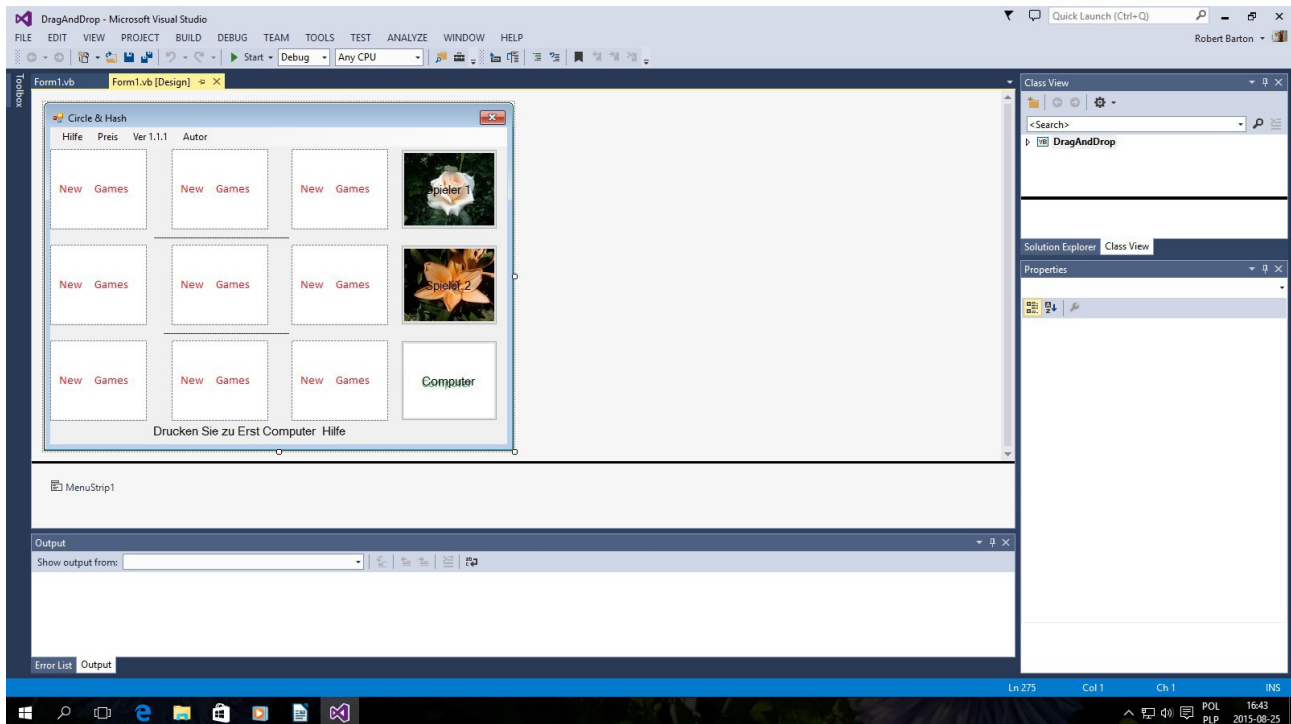 DragAndDrop - Microsoft Visual Studio
Quick Launch (Ctrl+Q)
FILE EDIT VIEW PROJECT BUILD DEBUG TEAM TOOLS TEST ANALYZE WINDOW HELP
Robert Barton
Start Debug Any CPU
Toolbox
Form1.vb Form1.vb [Design]
Circle & Hash
Hilfe Preis Ver 1.1.1 Autor
New Games New Games New Games Spieler 1
New Games New Games New Games Spieler 2
New Games New Games New Games Computer
Drucken Sie zu Erst Computer Hilfe
MenuStrip1
Output
Show output from:
Error List Output
Class View
<Search>
VB DragAndDrop
Solution Explorer Class View
Properties
Ln 275 Col 1 Ch 1 INS
POL 16:43
PLP 2015-08-25